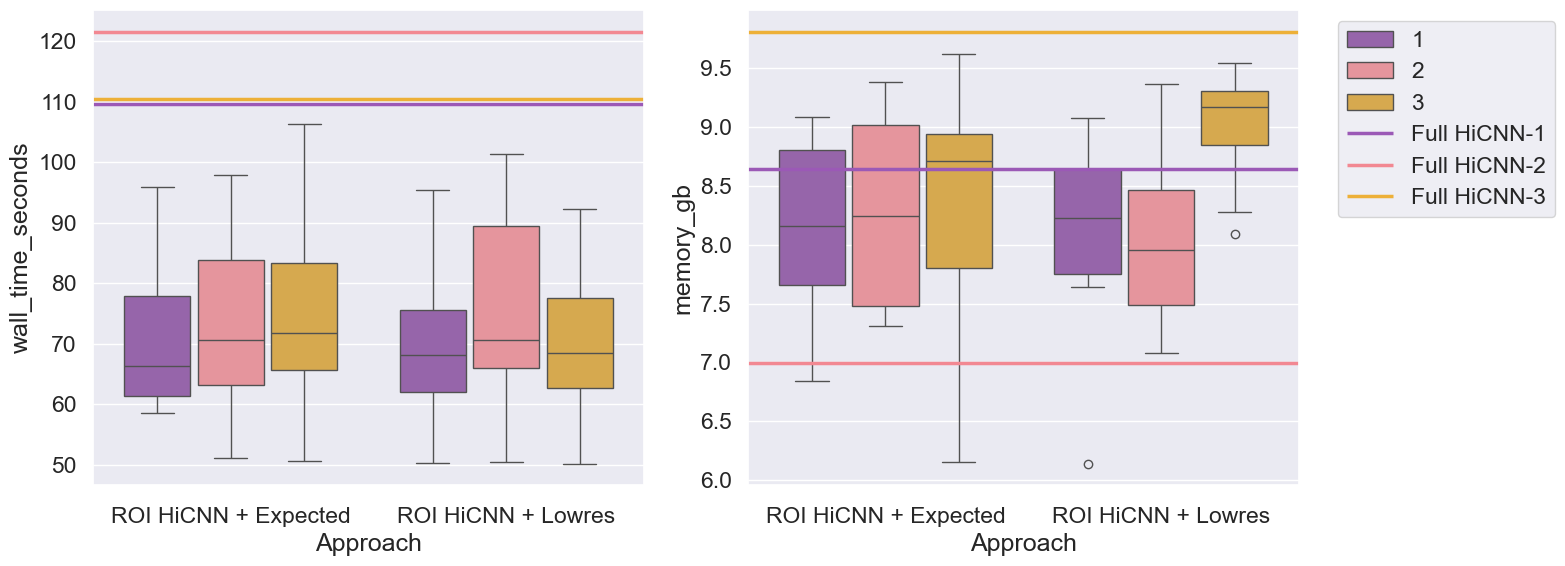 wall_time_seconds
120
110
100
90
80
70
60
50
ROI HiCNN + Expected
ROI HiCNN + Lowres
Approach
memory_gb
9.5
9.0
8.5
8.0
7.5
7.0
6.5
6.0
ROI HiCNN + Expected
ROI HiCNN + Lowres
Approach
1
2
3
Full HiCNN-1
Full HiCNN-2
Full HiCNN-3